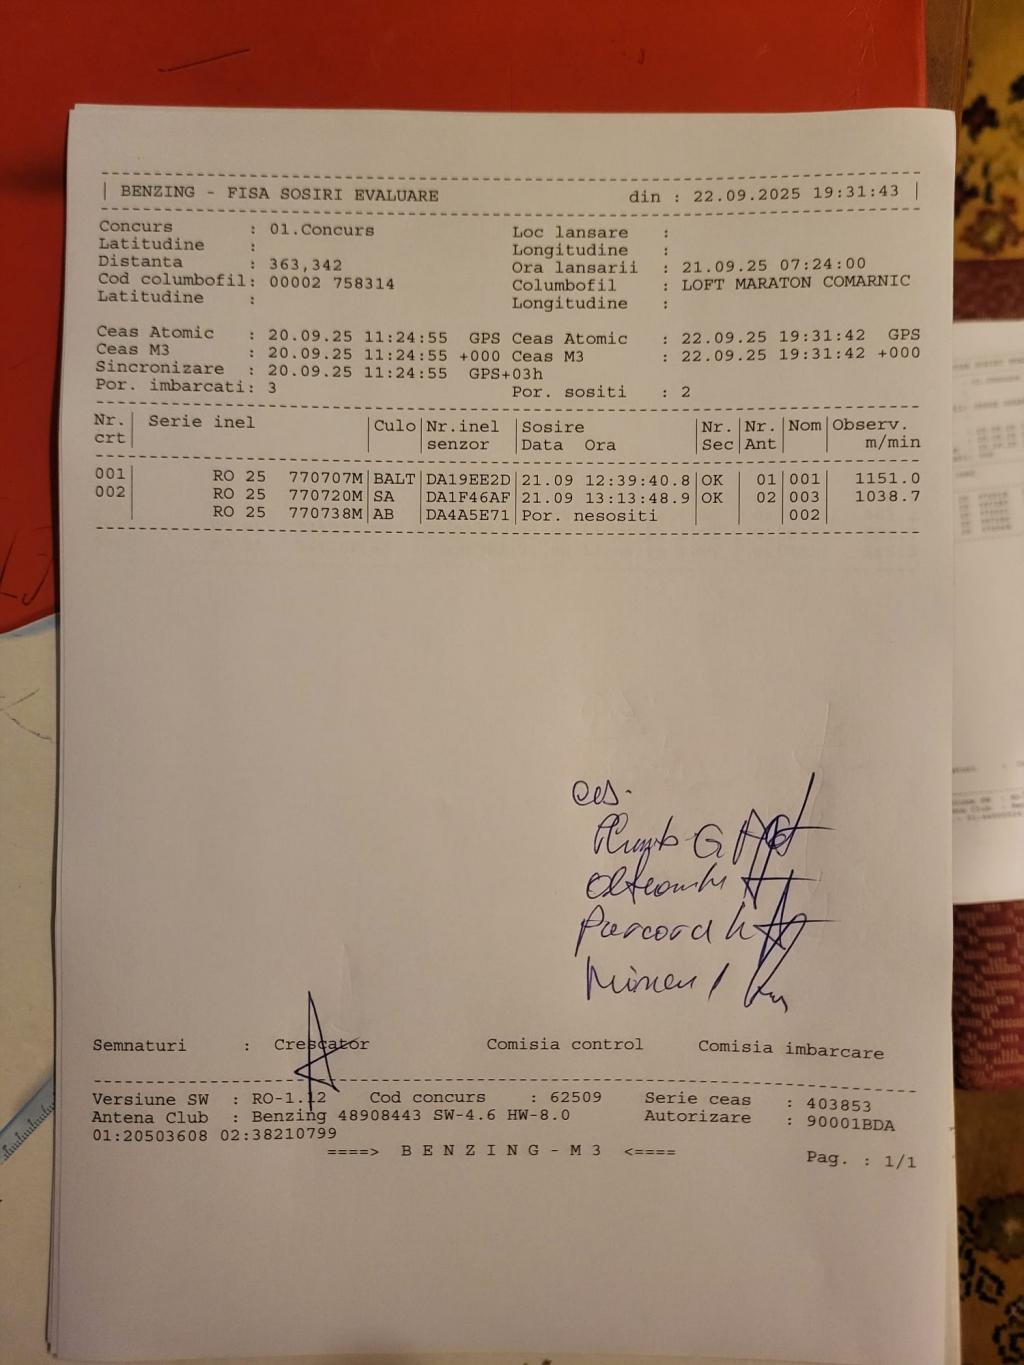 BENZING - FISA SOSIRI EVALUARE din : 22.09.2025 19:31:43
Concurs : 01.Concurs Loc lansare :
Latitudine : Longitudine :
Distanta : 363,342 Ora lansarii : 21.09.25 07:24:00
Cod columbofil: 00002 758314 Columbofil : LOFT MARATON COMARNIC
Latitudine : Longitudine :
Ceas Atomic : 20.09.25 11:24:55 GPS Ceas Atomic : 22.09.25 19:31:42 GPS
Ceas M3 : 20.09.25 11:24:55 +000 Ceas M3 : 22.09.25 19:31:42 +000
Sincronizare : 20.09.25 11:24:55 GPS+03h
Por. imbarcati: 3 Por. sositi : 2
Nr. Serie inel Culo Nr.inel Sosire Nr. Nr. Nom Observ.
crt senzor Data Ora Sec Ant m/min
001 RO 25 770707M BALT DA19EE2D 21.09 12:39:40.8 OK 01 001 1151.0
002 RO 25 770720M SA DA1F46AF 21.09 13:13:48.9 OK 02 003 1038.7
RO 25 770738M AB DA4A5E71 Por. nesositi 002
Semnaturi : Crescator Comisia control Comisia imbarcare
Versiune SW : RO-1.12 Cod concurs : 62509 Serie ceas : 403853
Antena Club : Benzing 48908443 SW-4.6 HW-8.0 Autorizare : 90001BDA
01:20503608 02:38210799
====> B E N Z I N G - M 3 <==== Pag. : 1/1